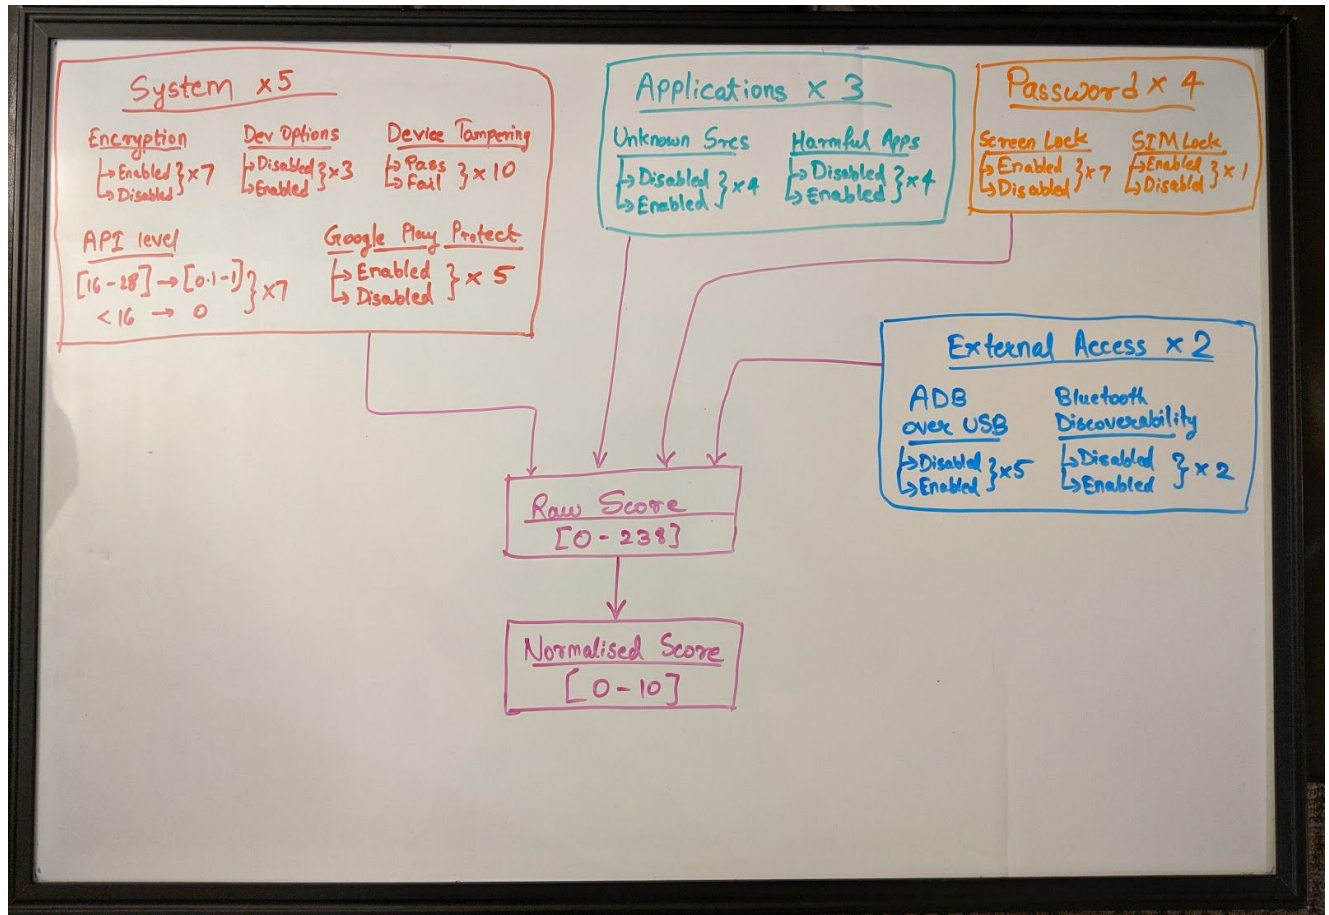 System x5
Encryption
↳Enabled
↳Disabled
} x7
Dev Options
↳Disabled
↳Enabled
} x3
Device Tampering
↳Pass
↳Fail
} x 10
API level
[16-28] → [0.1-1]
<16 → 0
} x7
Google Play Protect
↳Enabled
↳Disabled
} x 5
Applications x 3
Unknown Srcs
↳Disabled
↳Enabled
} x4
Harmful Apps
↳Disabled
↳Enabled
} x4
Password x 4
Screen Lock
↳Enabled
↳Disabled
} x7
SIM Lock
↳Enabled
↳Disabled
} x1
External Access x 2
ADB
over USB
↳Disabled
↳Enabled
} x5
Bluetooth
Discoverability
↳Disabled
↳Enabled
} x 2
Raw Score
[0-238]
Normalised Score
[0-10]